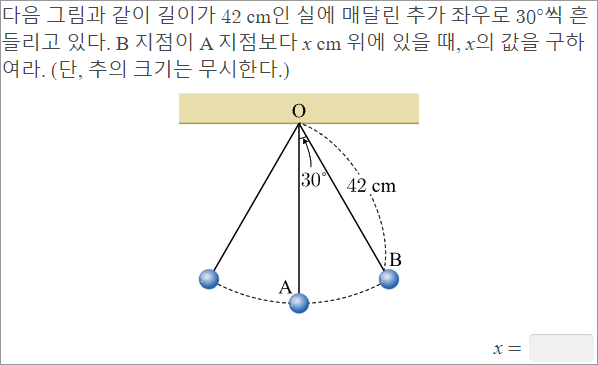 다음 그림과 같이 길이가 42 cm인 실에 매달린 추가 좌우로 30°씩 흔
들리고 있다. B 지점이 A 지점보다 x cm 위에 있을 때, x의 값을 구하
여라. (단, 추의 크기는 무시한다.)
O
30°
42 cm
B
A
x =